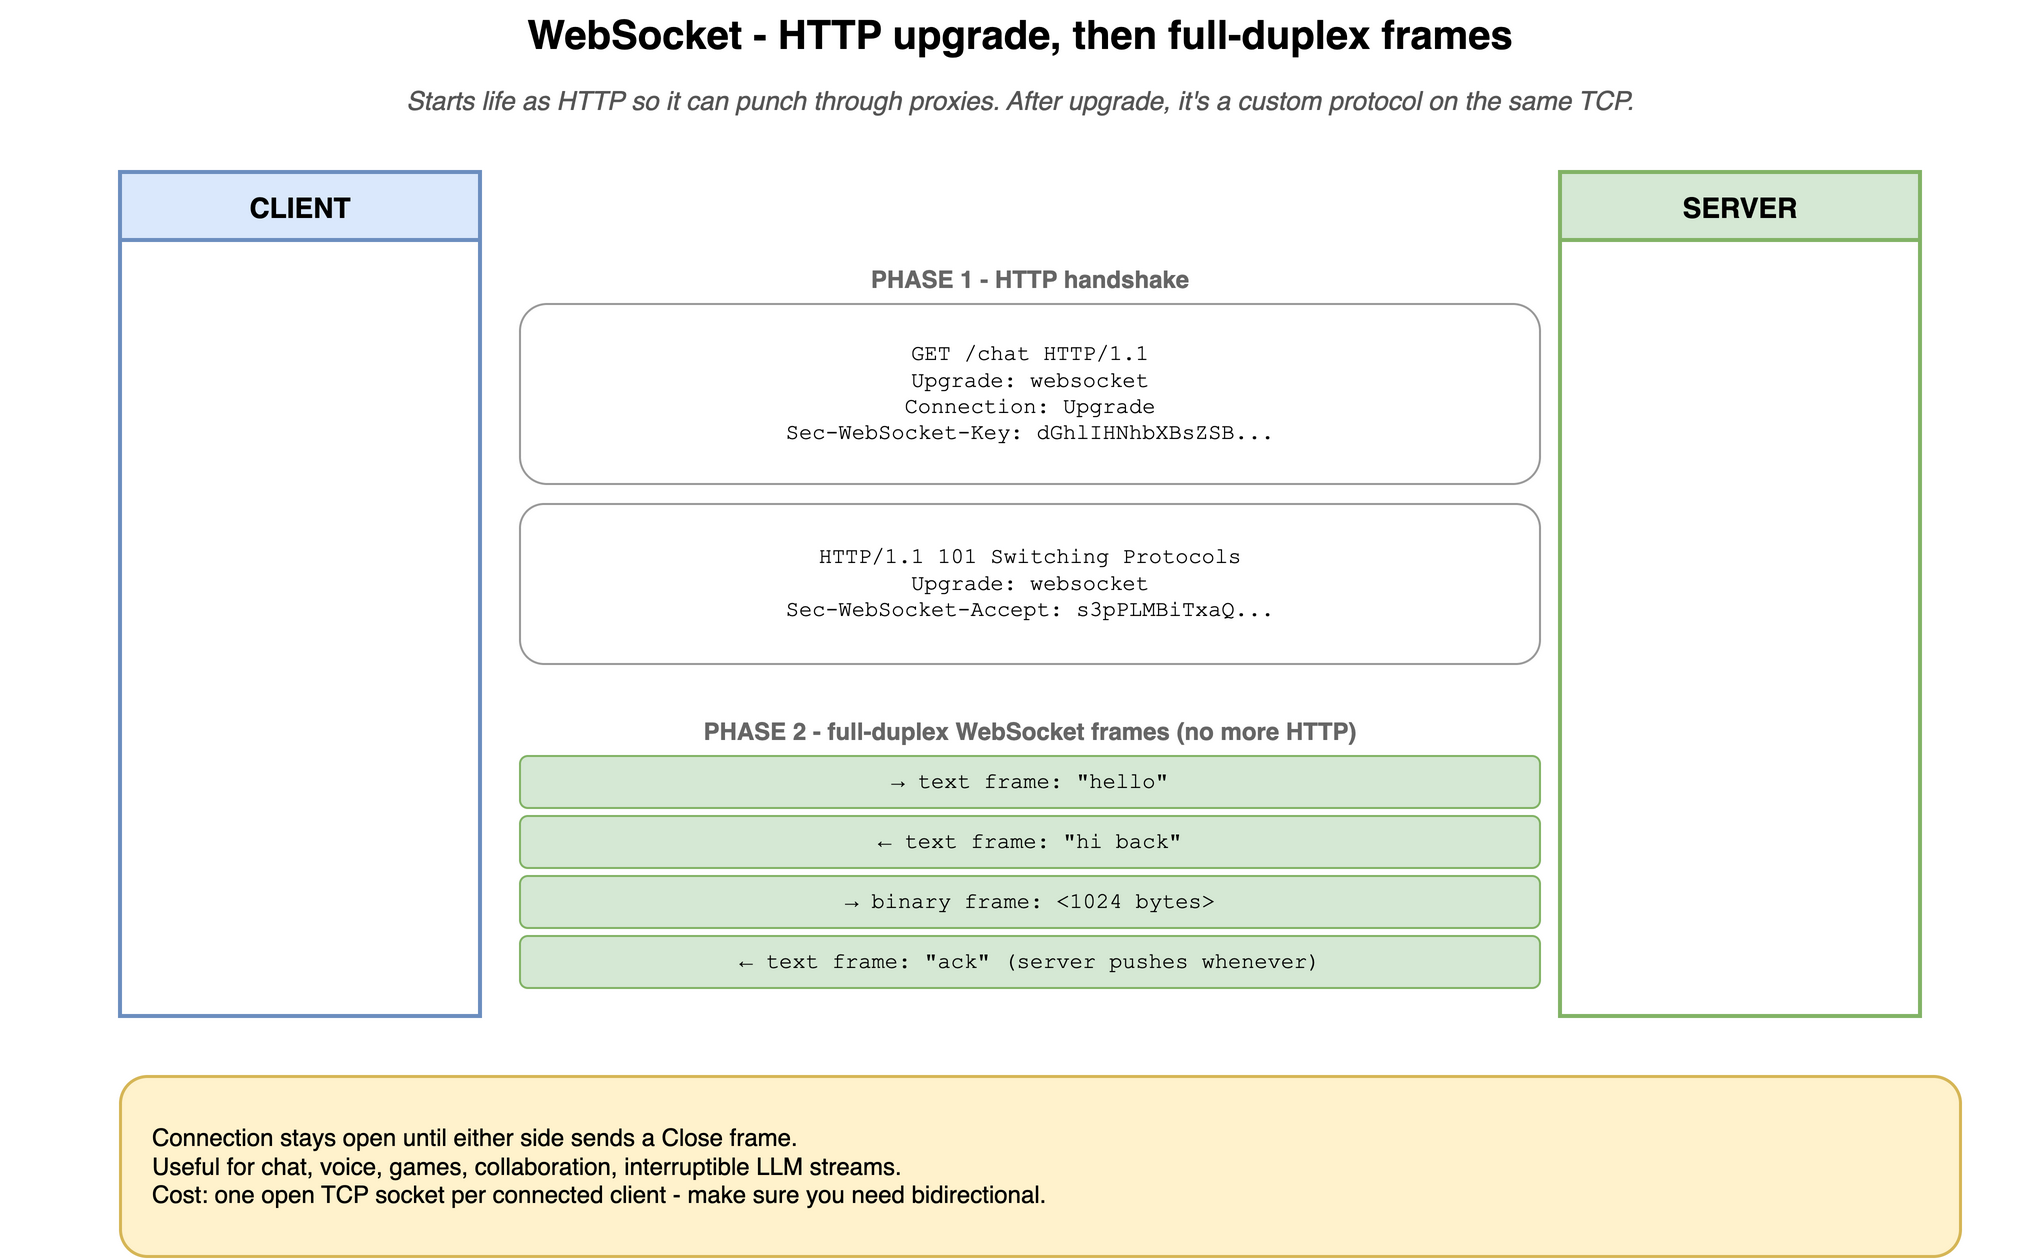 WebSocket - HTTP upgrade, then full-duplex frames
Starts life as HTTP so it can punch through proxies. After upgrade, it's a custom protocol on the same TCP.
CLIENT
SERVER
PHASE 1 - HTTP handshake
GET /chat HTTP/1.1
Upgrade: websocket
Connection: Upgrade
Sec-WebSocket-Key: dGhlIHNhbXBsZSB...
HTTP/1.1 101 Switching Protocols
Upgrade: websocket
Sec-WebSocket-Accept: s3pPLMBiTxaQ...
PHASE 2 - full-duplex WebSocket frames (no more HTTP)
→ text frame: "hello"
← text frame: "hi back"
→ binary frame: <1024 bytes>
← text frame: "ack" (server pushes whenever)
Connection stays open until either side sends a Close frame.
Useful for chat, voice, games, collaboration, interruptible LLM streams.
Cost: one open TCP socket per connected client - make sure you need bidirectional.